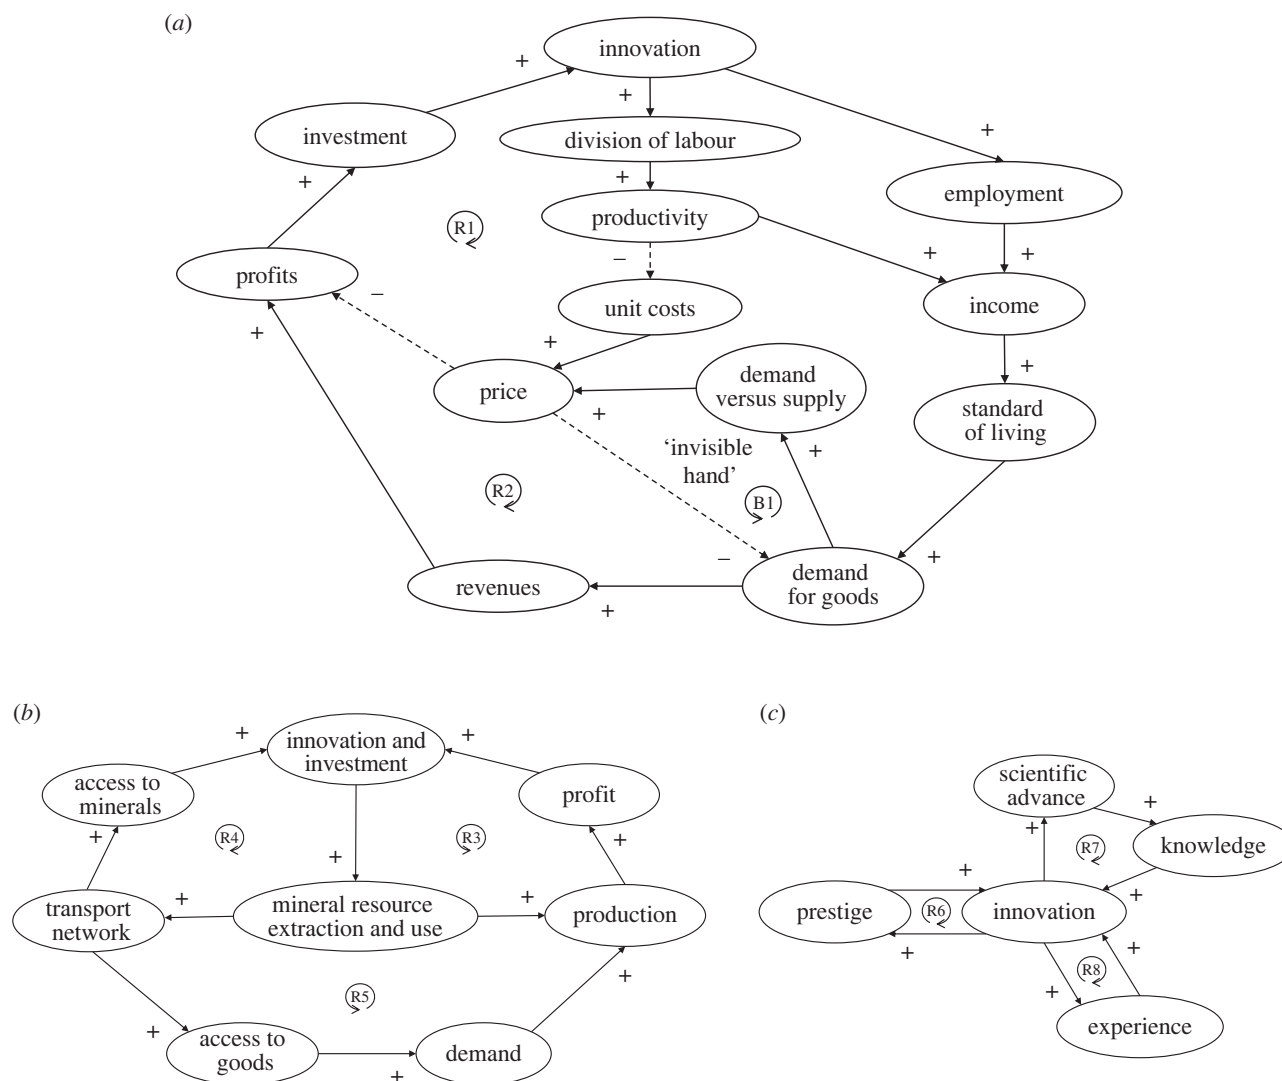 (a)
innovation
+
+
investment
division of labour
+
+
+
employment
productivity
R1
+
+
profits
–
–
unit costs
income
+
+
+
price
demand
versus supply
+
standard
of living
'invisible
hand'
+
R2
B1
–
+
revenues
+
demand
for goods
(b)
+
innovation and
investment
+
access to
minerals
profit
+
R4
R3
+
+
+
+
transport
network
mineral resource
extraction and use
production
R5
+
+
access to
goods
demand
+
(c)
scientific
advance
+
+
R7
knowledge
+
prestige
R6
innovation
+
+
+
R8
+
experience